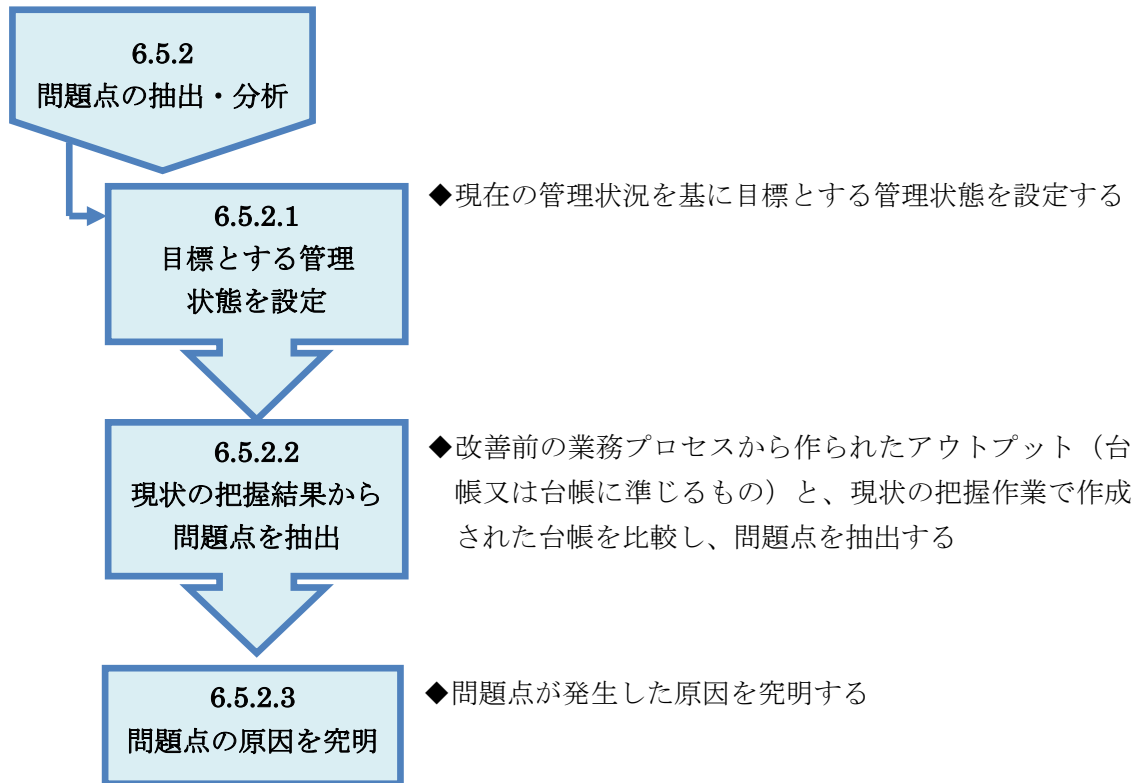 6.5.2
問題点の抽出・分析
6.5.2.1
目標とする管理
状態を設定
◆現在の管理状況を基に目標とする管理状態を設定する
6.5.2.2
現状の把握結果から
問題点を抽出
◆改善前の業務プロセスから作られたアウトプット（台
帳又は台帳に準じるもの）と、現状の把握作業で作成
された台帳を比較し、問題点を抽出する
6.5.2.3
問題点の原因を究明
◆問題点が発生した原因を究明する